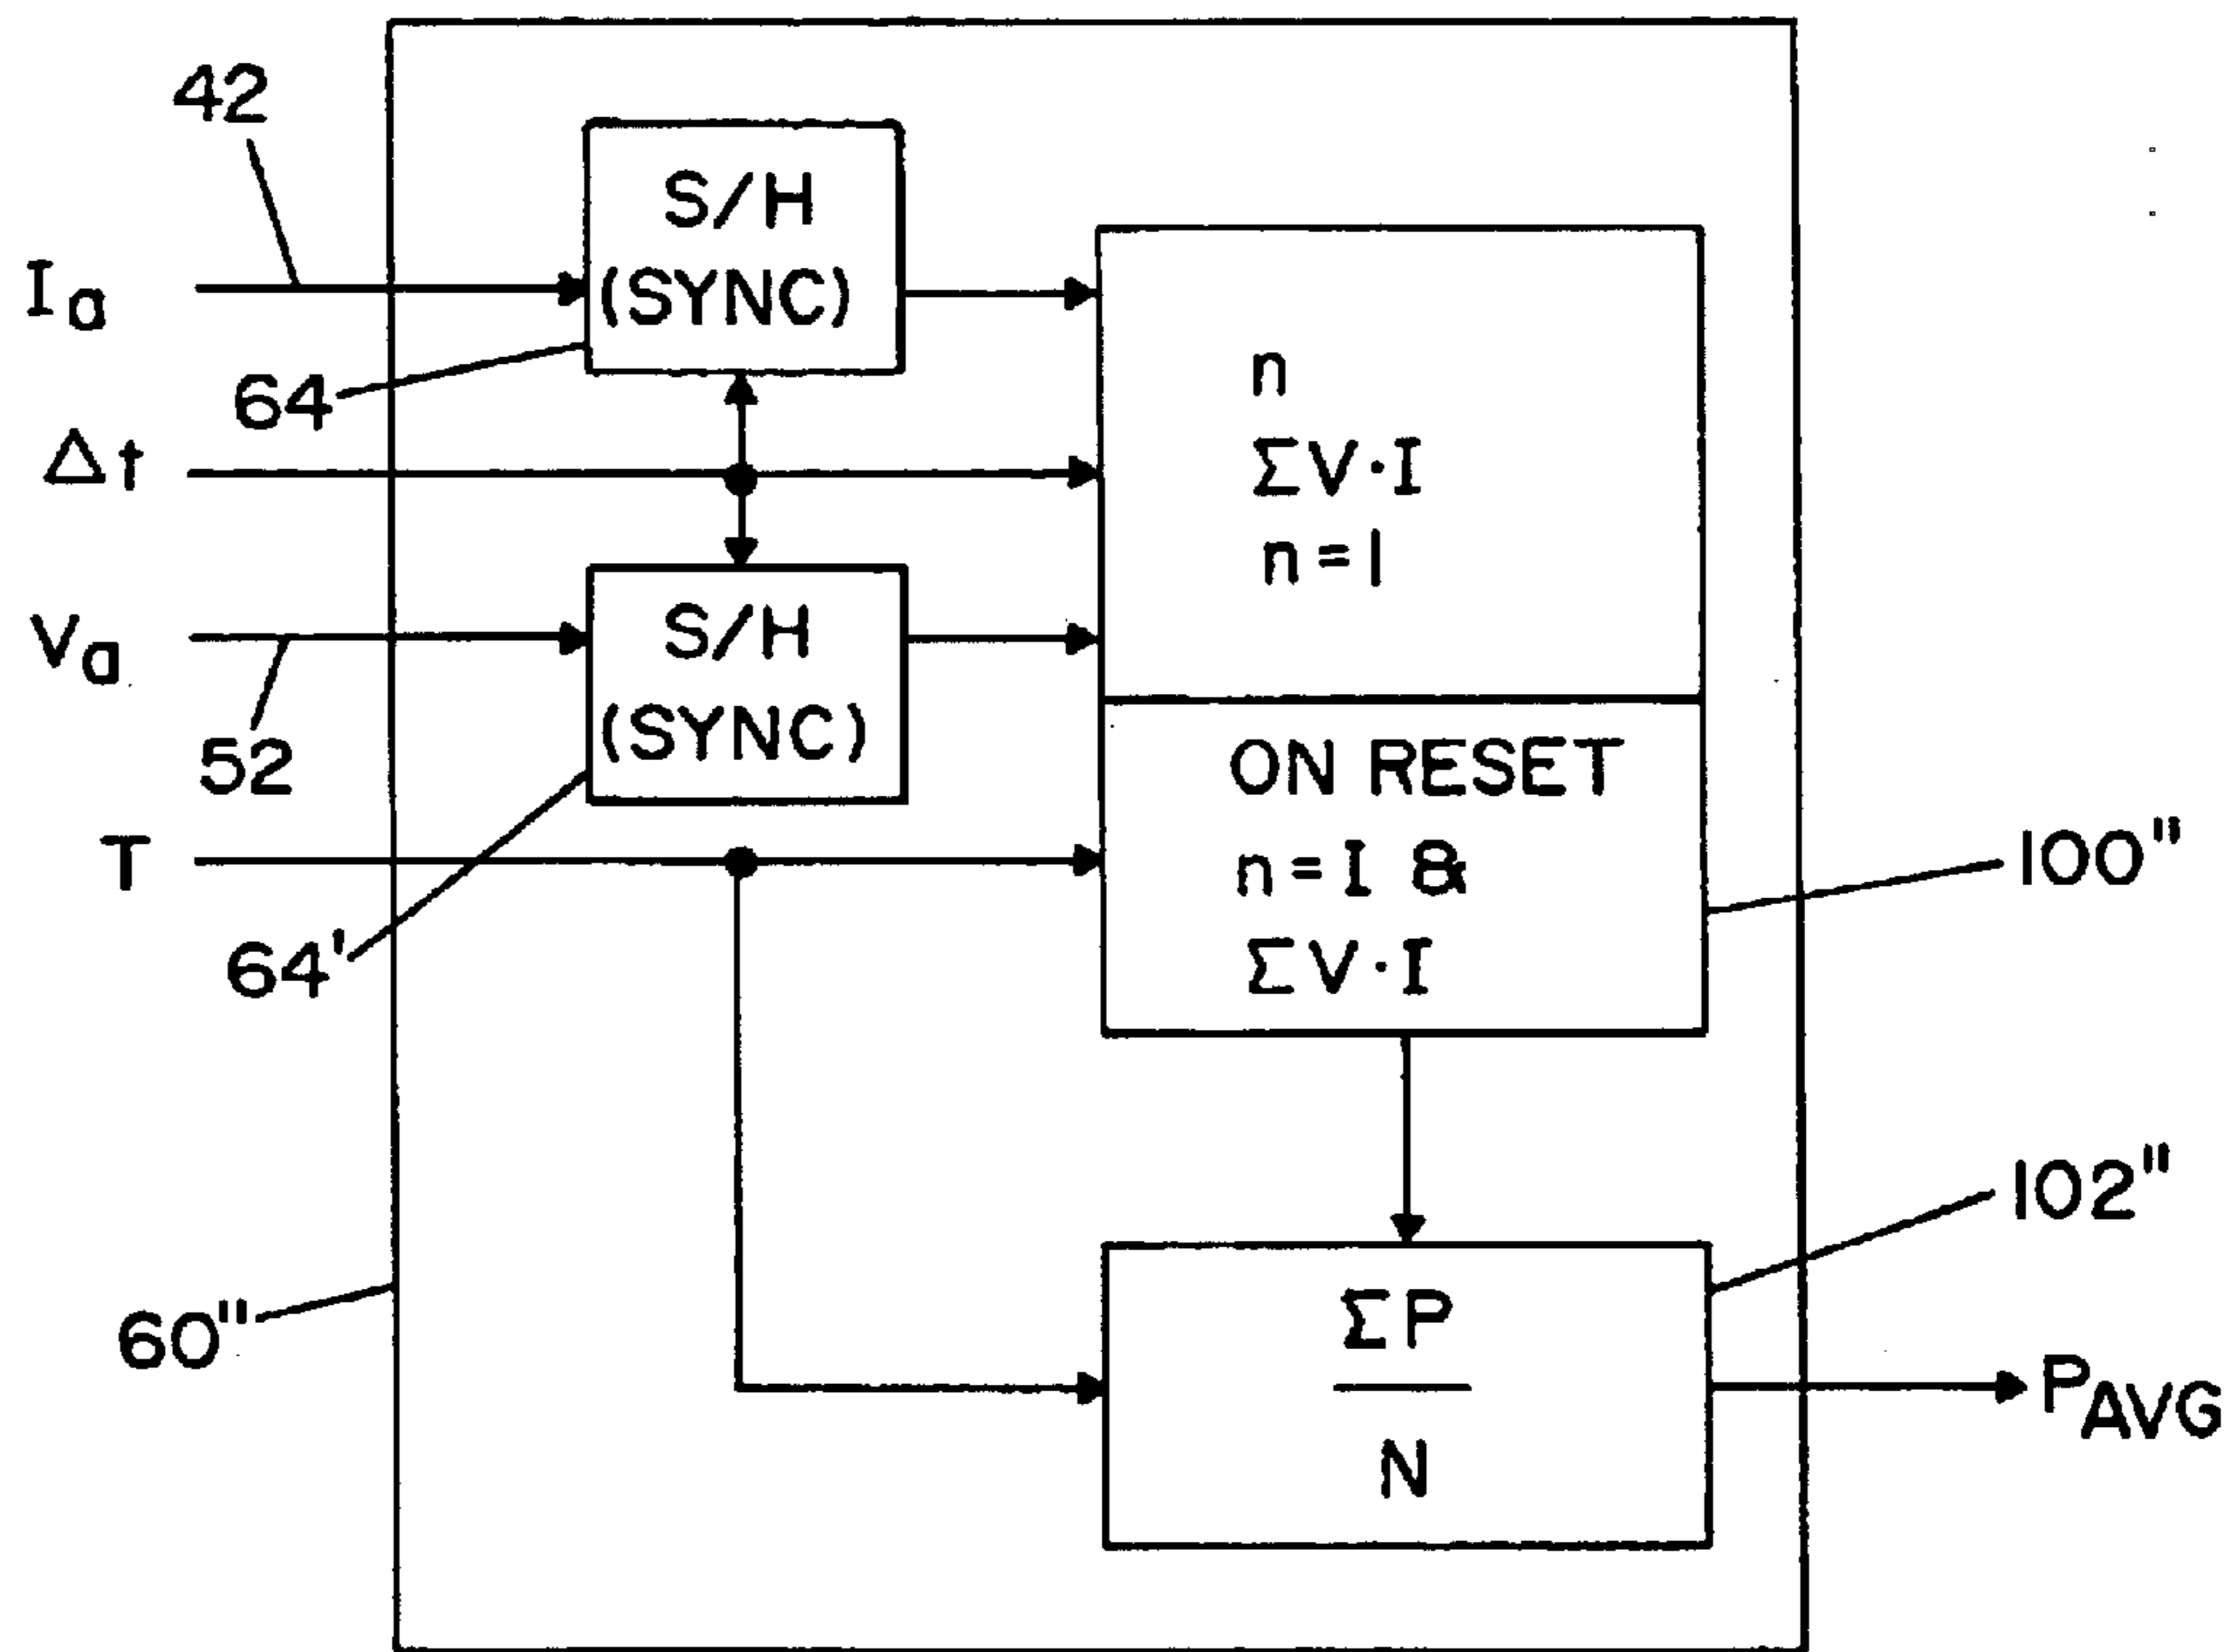 42
S/H
(SYNC)
Ia
64
Δt
n
ΣV·I
n=1
Va
S/H
(SYNC)
52
T
64'
ON RESET
n=I &
ΣV·I
100"
102"
60"
ΣP
N
PAVG